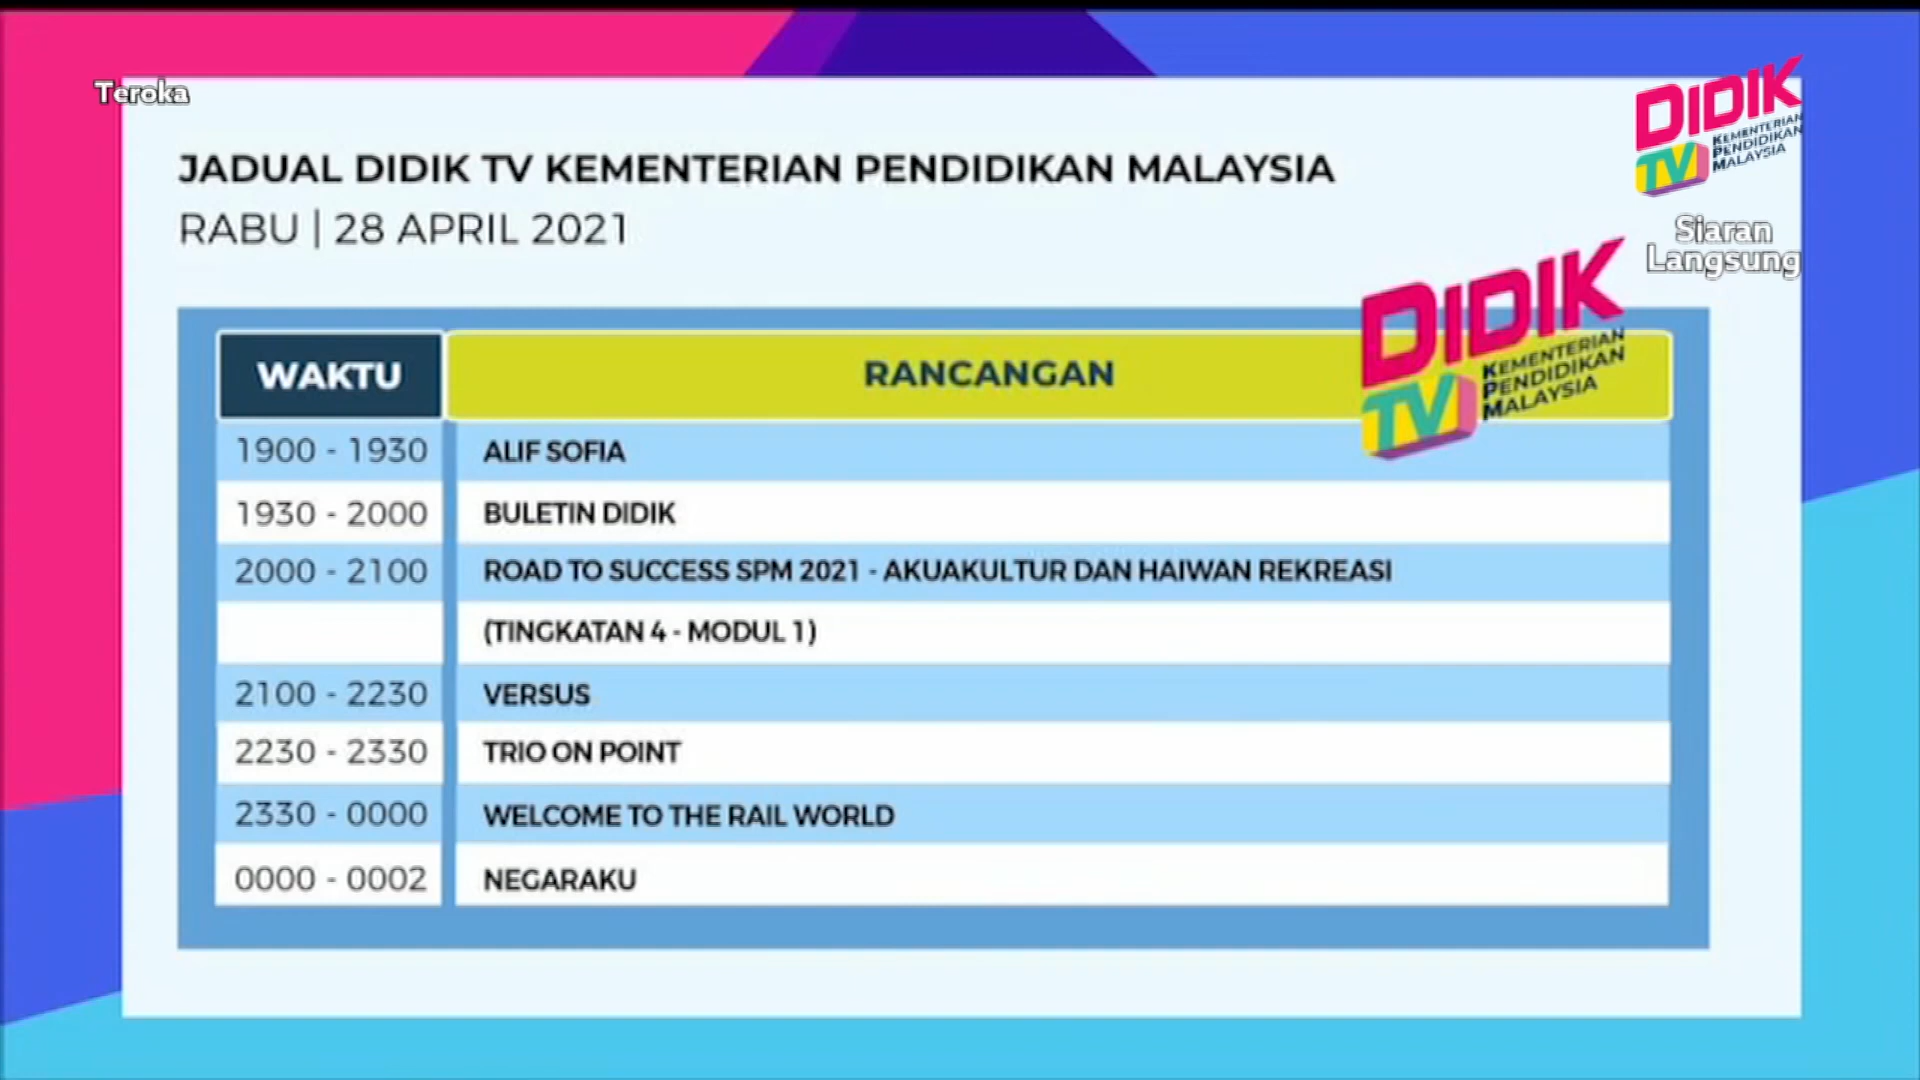 Teroka
DIDIK
TV
KEMENTERIAN
PENDIDIKAN
MALAYSIA
Siaran
Langsung
JADUAL DIDIK TV KEMENTERIAN PENDIDIKAN MALAYSIA
RABU | 28 APRIL 2021
DIDIK
TV
KEMENTERIAN
PENDIDIKAN
MALAYSIA
WAKTU RANCANGAN
1900 - 1930 ALIF SOFIA
1930 - 2000 BULETIN DIDIK
2000 - 2100 ROAD TO SUCCESS SPM 2021 - AKUAKULTUR DAN HAIWAN REKREASI
(TINGKATAN 4 - MODUL 1)
2100 - 2230 VERSUS
2230 - 2330 TRIO ON POINT
2330 - 0000 WELCOME TO THE RAIL WORLD
0000 - 0002 NEGARAKU